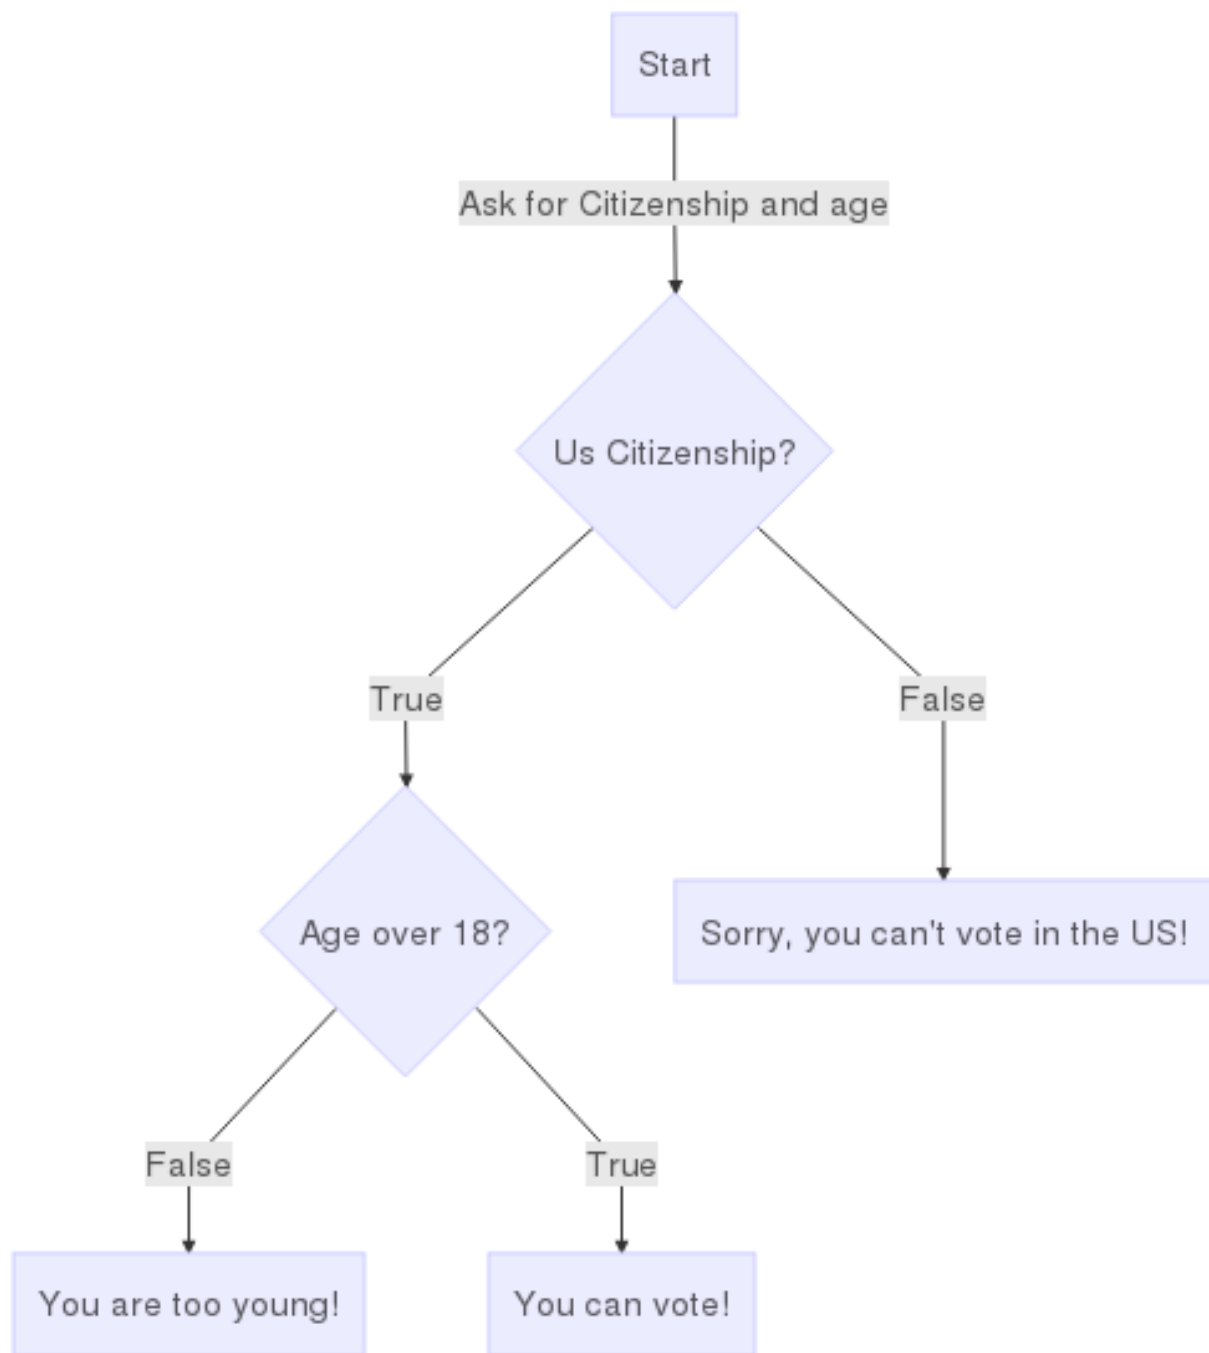 Start
Ask for Citizenship and age
Us Citizenship?
True
False
Age over 18?
Sorry, you can't vote in the US!
False
True
You are too young!
You can vote!